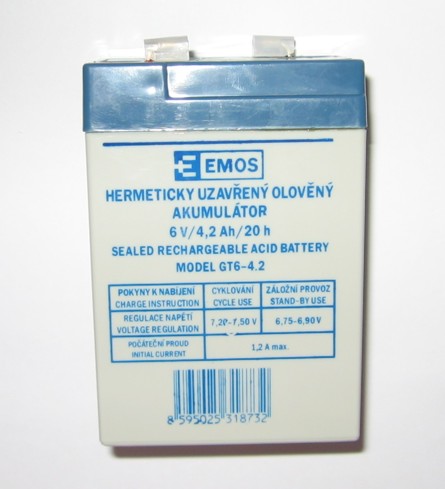 EMOS
HERMETICKY UZAVŘENÝ OLOVĚNÝ
AKUMULÁTOR
6 V/4,2 Ah/20 h
SEALED RECHARGEABLE ACID BATTERY
MODEL GT6-4.2
POKYNY K NABÍJENÍ CYKLOVÁNÍ ZÁLOŽNÍ PROVOZ
CHARGE INSTRUCTION CYCLE USE STAND-BY USE
REGULACE NAPĚTÍ
VOLTAGE REGULATION 7,20-7,50 V 6,75-6,90V
POČÁTEČNÍ PROUD
INITIAL CURRENT 1,2 A max.
8 595025 318732